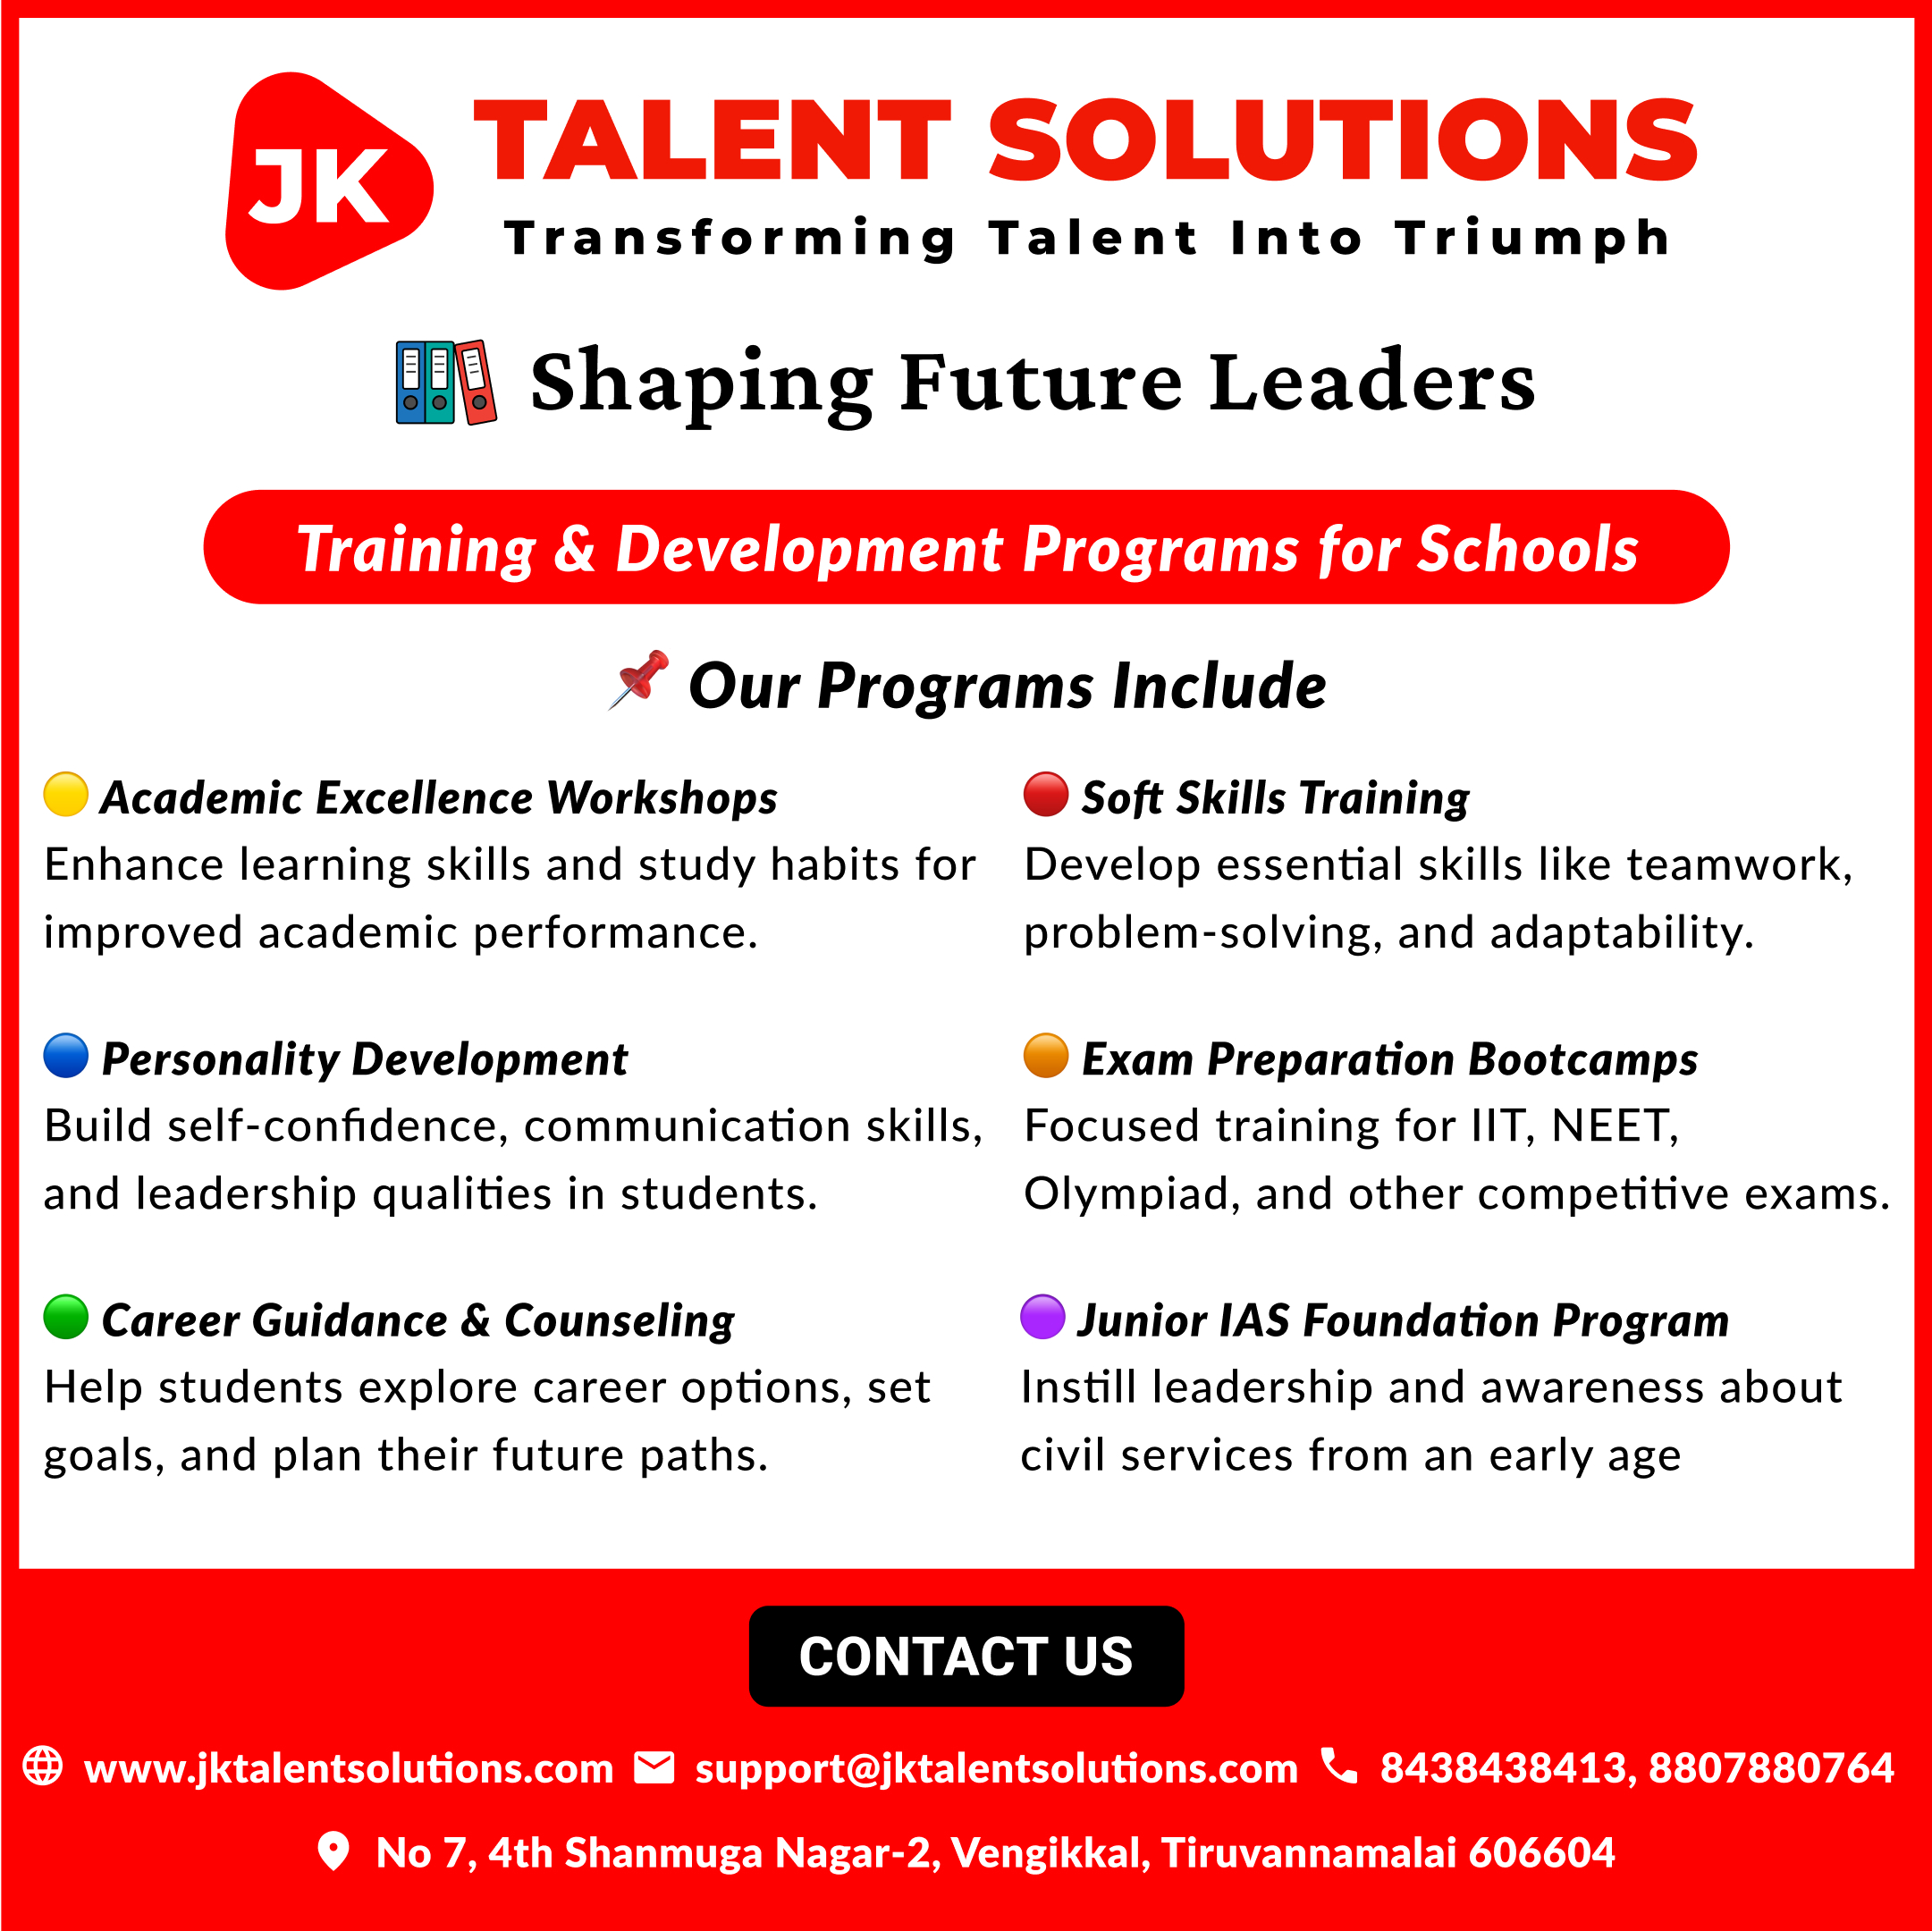 JK
TALENT SOLUTIONS
Transforming Talent Into Triumph
Shaping Future Leaders
Training & Development Programs for Schools
Our Programs Include
Academic Excellence Workshops
Enhance learning skills and study habits for
improved academic performance.
Personality Development
Build self-confidence, communication skills,
and leadership qualities in students.
Career Guidance & Counseling
Help students explore career options, set
goals, and plan their future paths.
Soft Skills Training
Develop essential skills like teamwork,
problem-solving, and adaptability.
Exam Preparation Bootcamps
Focused training for IIT, NEET,
Olympiad, and other competitive exams.
Junior IAS Foundation Program
Instill leadership and awareness about
civil services from an early age
CONTACT US
www.jktalentsolutions.com support@jktalentsolutions.com 8438438413, 8807880764
No 7, 4th Shanmuga Nagar-2, Vengikkal, Tiruvannamalai 606604